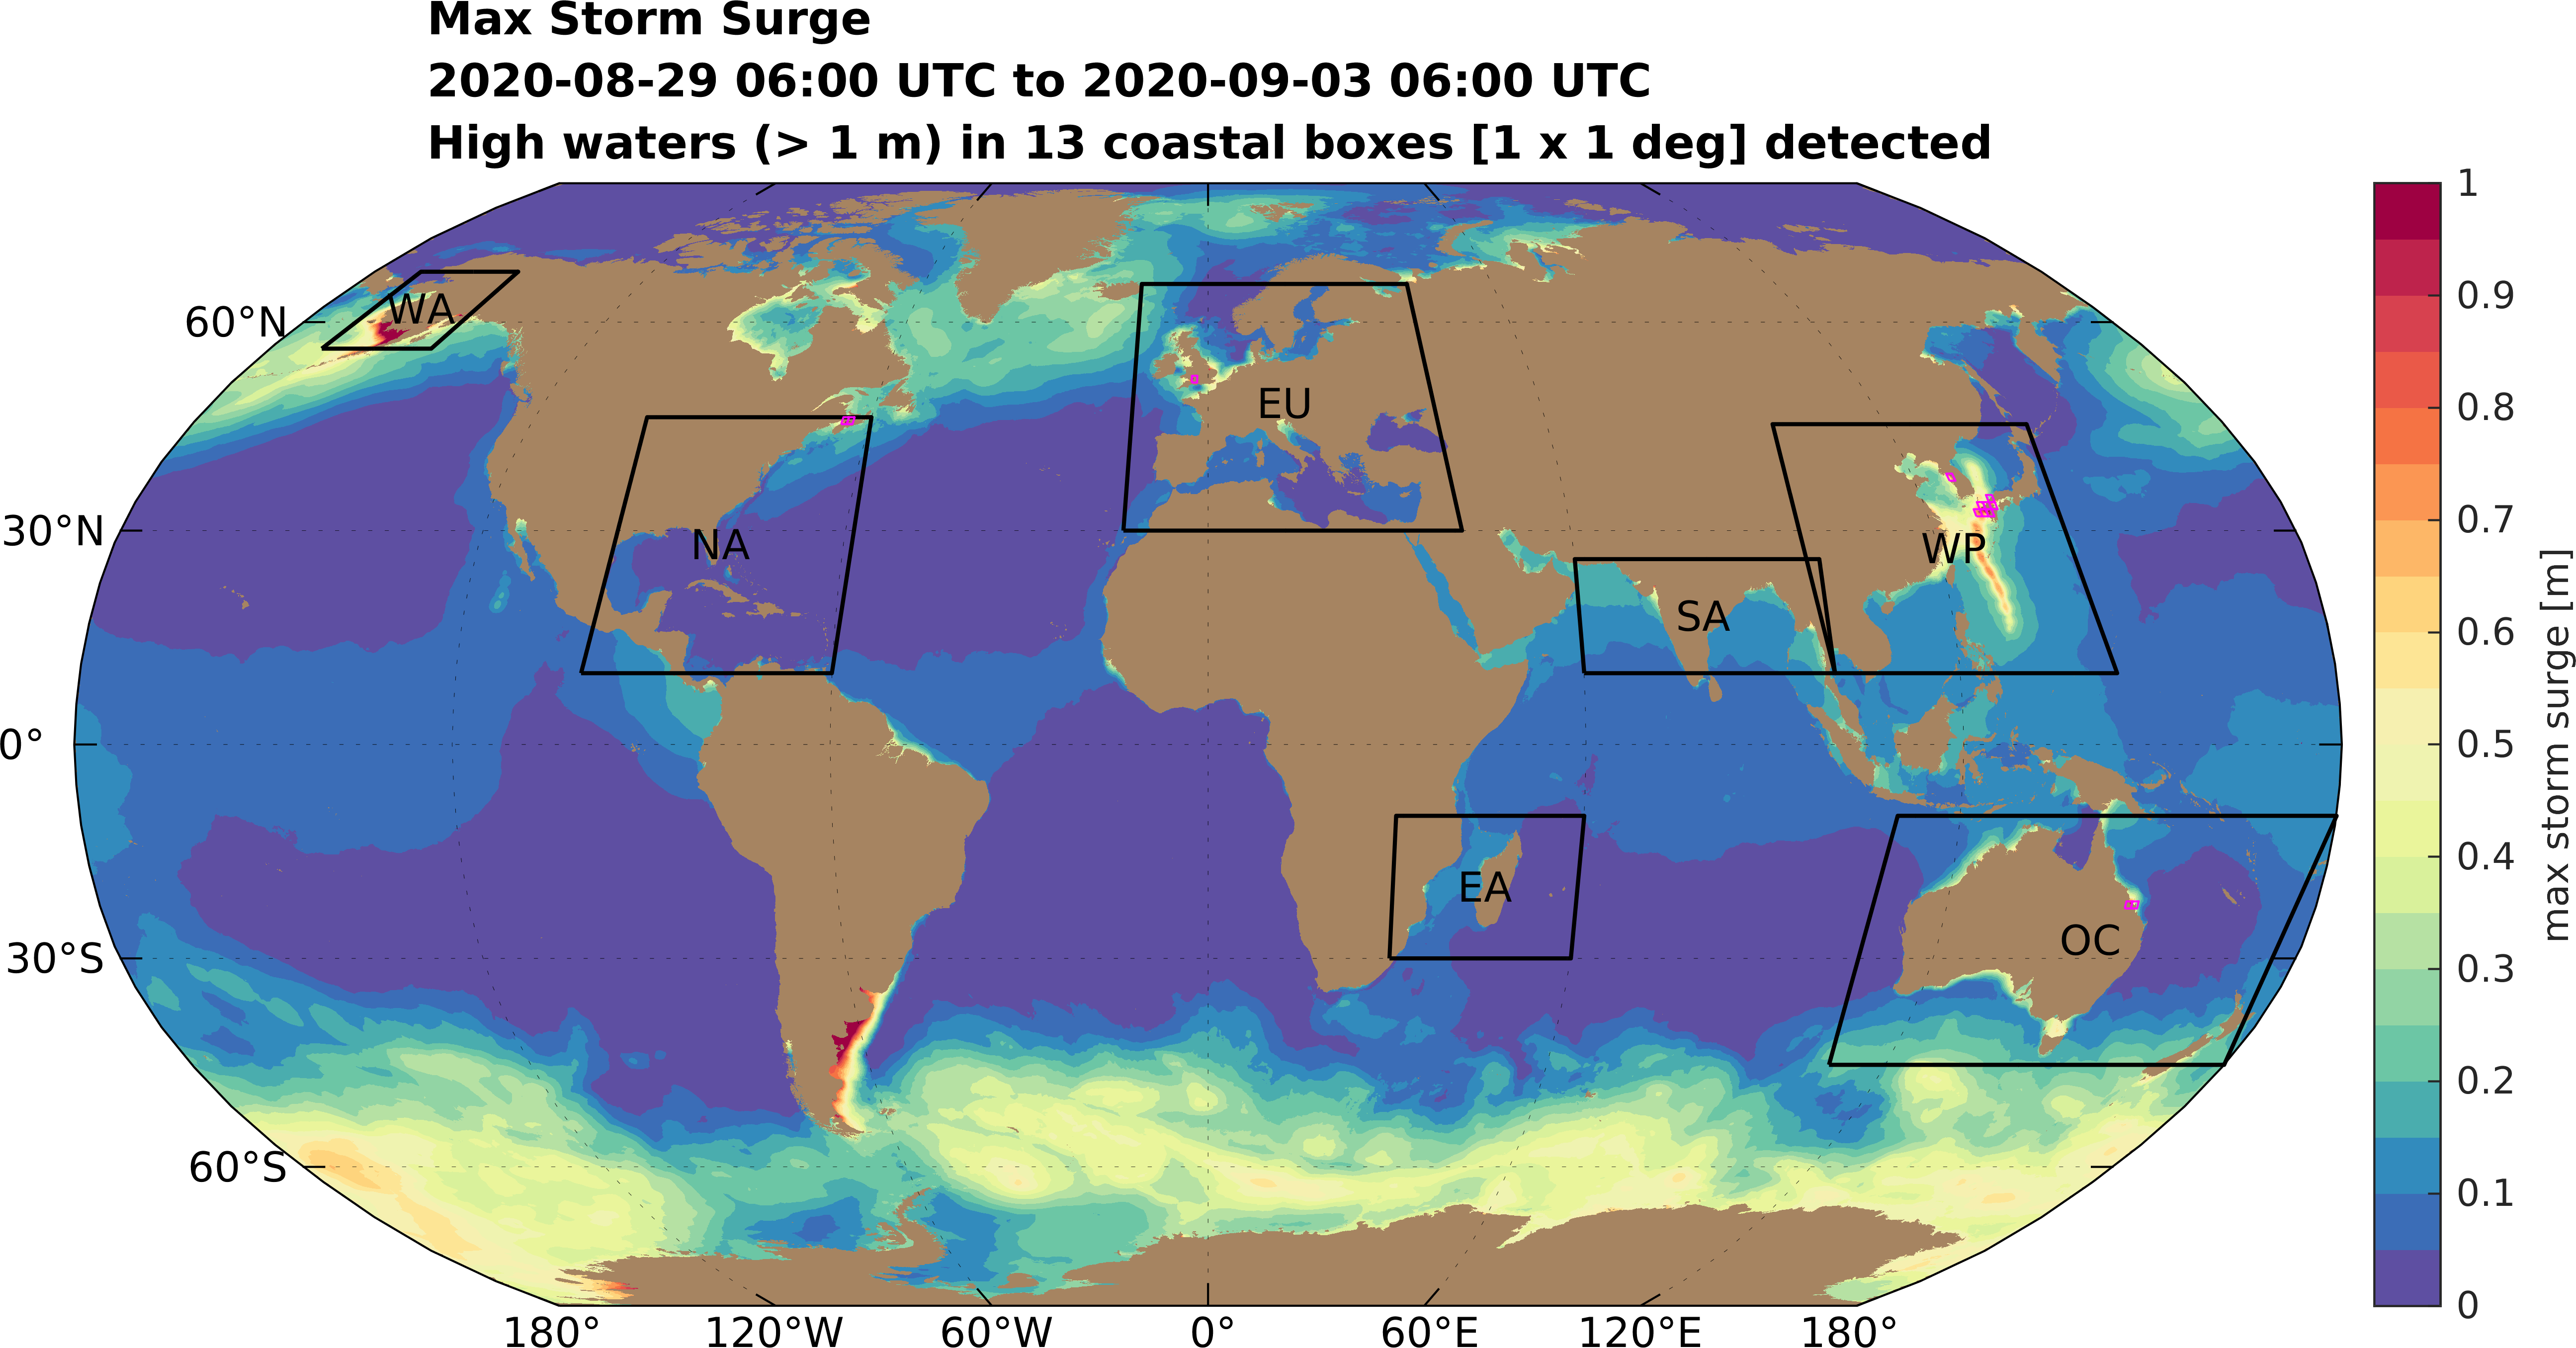 Max Storm Surge
2020-08-29 06:00 UTC to 2020-09-03 06:00 UTC
High waters (> 1 m) in 13 coastal boxes [1 x 1 deg] detected
60°N
30°N
0°
30°S
60°S
WA
NA
EU
SA
WP
EA
OC
180°
120°W
60°W
0°
60°E
120°E
180°
1
0.9
0.8
0.7
0.6
0.5
0.4
0.3
0.2
0.1
0
max storm surge [m]